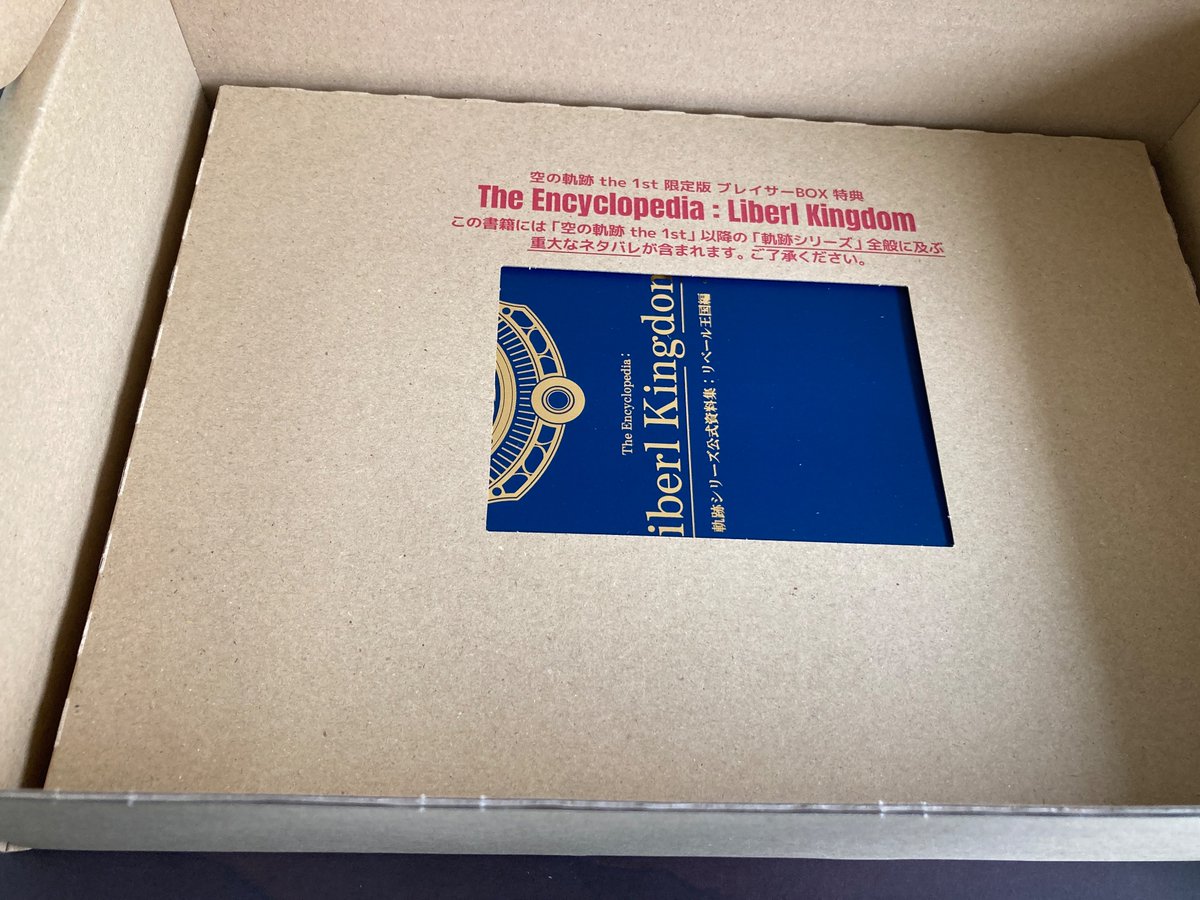 空の軌跡 the 1st 限定版 ブレイサーBOX 特典
The Encyclopedia : Liberl Kingdom
この書籍には「空の軌跡 the 1st」以降の「軌跡シリーズ」全般に及ぶ
重大なネタバレが含まれます。ご了承ください。
The Encyclopedia:
iberl Kingdom
軌跡シリーズ公式資料集：リベール王国編